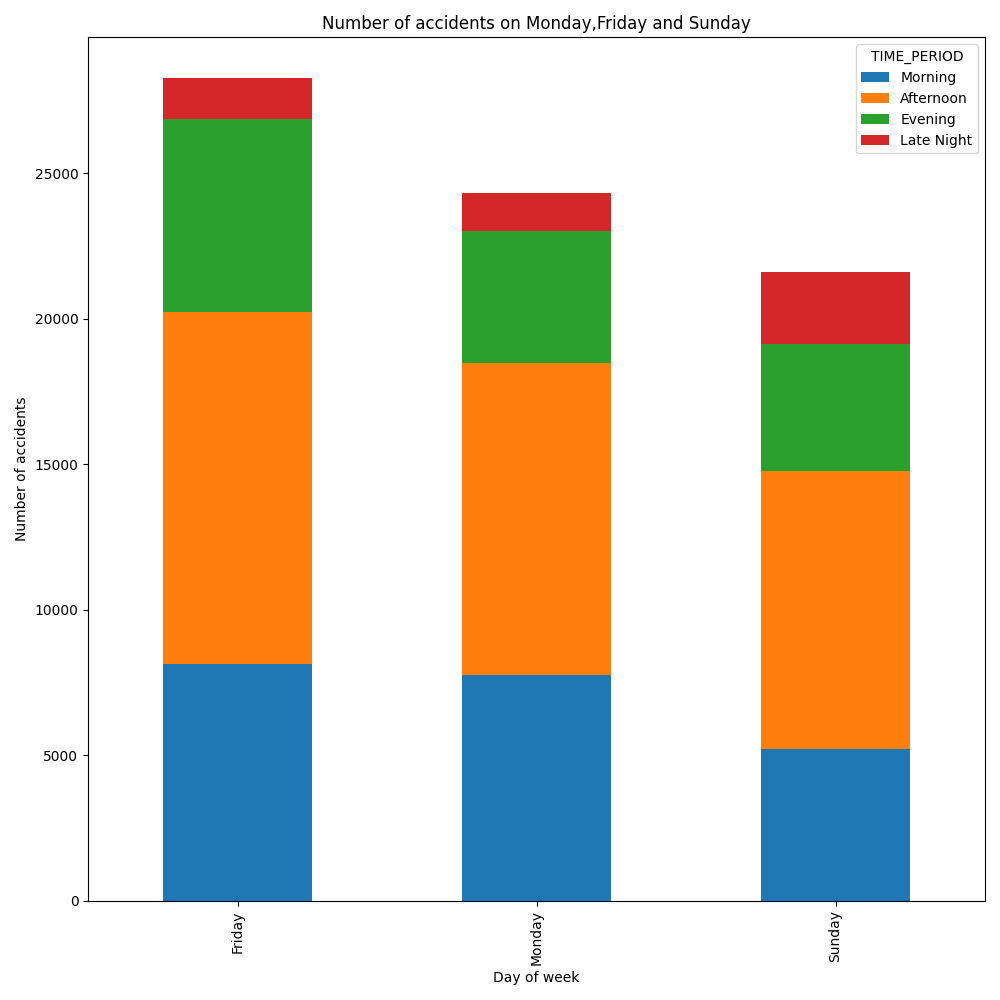 Number of accidents on Monday,Friday and Sunday
TIME_PERIOD
Morning
Afternoon
Evening
Late Night
Number of accidents
25000
20000
15000
10000
5000
0
Friday
Monday
Sunday
Day of week